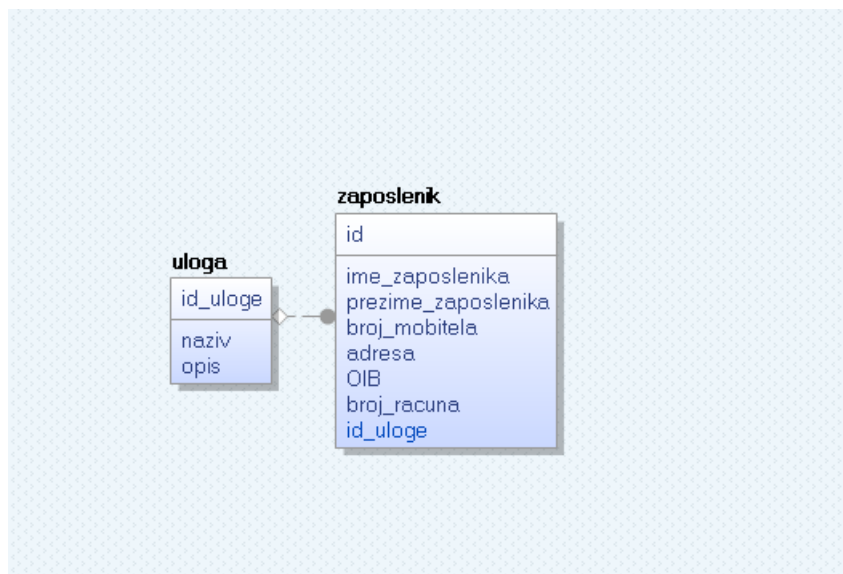 uloga
id_uloge
naziv
opis
zaposlenik
id
ime_zaposlenika
prezime_zaposlenika
broj_mobitela
adresa
OIB
broj_racuna
id_uloge